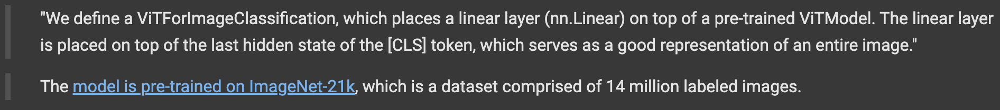 "We define a ViTForImageClassification, which places a linear layer (nn.Linear) on top of a pre-trained ViTModel. The linear layer
is placed on top of the last hidden state of the [CLS] token, which serves as a good representation of an entire image."
The model is pre-trained on ImageNet-21k, which is a dataset comprised of 14 million labeled images.